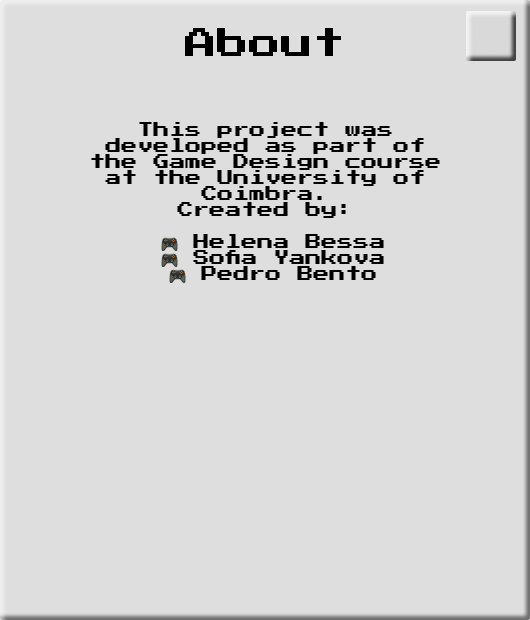 About
This project was
developed as part of
the Game Design course
at the University of
Coimbra.
Created by:
🎮 Helena Bessa
🎮 Sofia Yankova
🎮 Pedro Bento